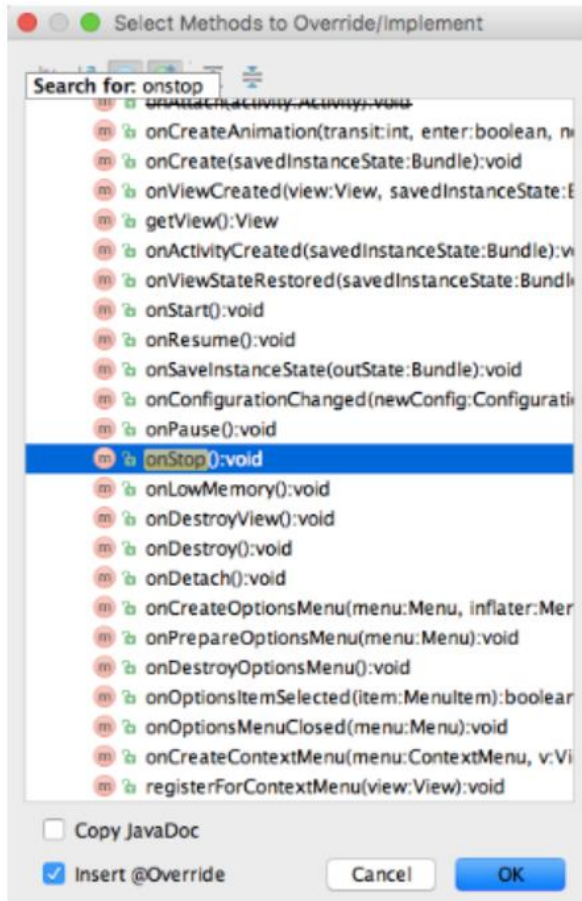 Select Methods to Override/Implement
Search for: onstop
onAttach(activity:Activity):void
onCreateAnimation(transit:int, enter:boolean, n
onCreate(savedInstanceState:Bundle):void
onViewCreated(view:View, savedInstanceState:B
getView():View
onActivityCreated(savedInstanceState:Bundle):v
onViewStateRestored(savedInstanceState:Bundl
onStart():void
onResume():void
onSaveInstanceState(outState:Bundle):void
onConfigurationChanged(newConfig:Configurati
onPause():void
onStop():void
onLowMemory():void
onDestroyView():void
onDestroy():void
onDetach():void
onCreateOptionsMenu(menu:Menu, inflater:Mer
onPrepareOptionsMenu(menu:Menu):void
onDestroyOptionsMenu():void
onOptionsItemSelected(item:MenuItem):boolear
onOptionsMenuClosed(menu:Menu):void
onCreateContextMenu(menu:ContextMenu, v:Vi
registerForContextMenu(view:View):void
Copy JavaDoc
Insert @Override
Cancel
OK